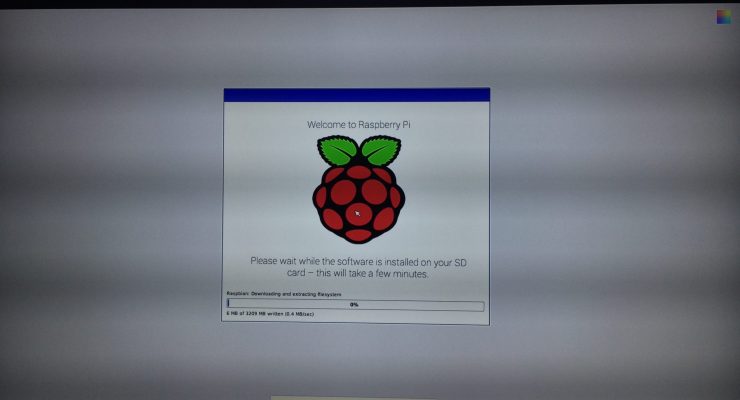 Welcome to Raspberry Pi
Please wait while the software is installed on your SD
card – this will take a few minutes.
Raspbian: Downloading and extracting filesystem
0%
6 MB of 3209 MB written (0.4 MB/sec)